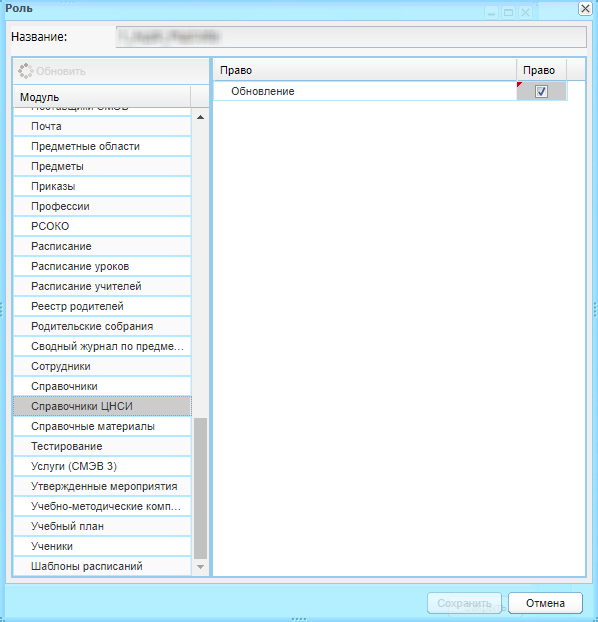 Роль
Название:
Обновить
Модуль
Право
Право
Обновление
Поставщики СМЭВ
Почта
Предметные области
Предметы
Приказы
Профессии
РСОКО
Расписание
Расписание уроков
Расписание учителей
Реестр родителей
Родительские собрания
Сводный журнал по предме...
Сотрудники
Справочники
Справочники ЦНСИ
Справочные материалы
Тестирование
Услуги (СМЭВ 3)
Утвержденные мероприятия
Учебно-методические комп...
Учебный план
Ученики
Шаблоны расписаний
Сохранить
Отмена